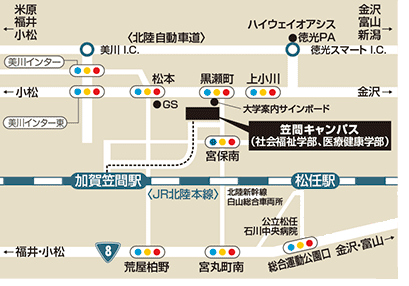 米原
福井
小松
〈北陸自動車道〉
ハイウェイオアシス
徳光PA
金沢
富山
新潟
美川 I.C.
徳光スマート I.C.
美川インター
松本
黒瀬町
上小川
小松
金沢
GS
大学案内サインボード
美川インター東
笠間キャンパス
(社会福祉学部、医療健康学部)
宮保南
加賀笠間駅
松任駅
〈JR北陸本線〉
北陸新幹線
白山総合車両所
公立松任
石川中央病院
福井・小松
8
荒屋柏野
宮丸町南
総合運動公園口
金沢・富山